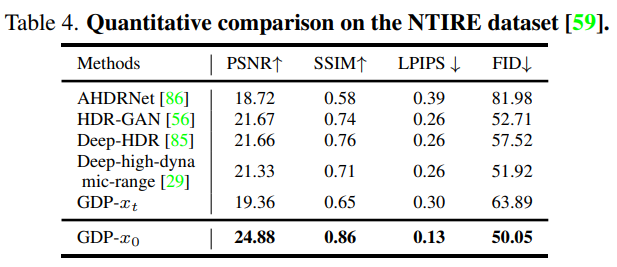 Table 4. Quantitative comparison on the NTIRE dataset [59].
Methods PSNR↑ SSIM↑ LPIPS ↓ FID↓
AHDRNet [86] 18.72 0.58 0.39 81.98
HDR-GAN [56] 21.67 0.74 0.26 52.71
Deep-HDR [85] 21.66 0.76 0.26 57.52
Deep-high-dyna
mic-range [29] 21.33 0.71 0.26 51.92
GDP-xt 19.36 0.65 0.30 63.89
GDP-x0 24.88 0.86 0.13 50.05